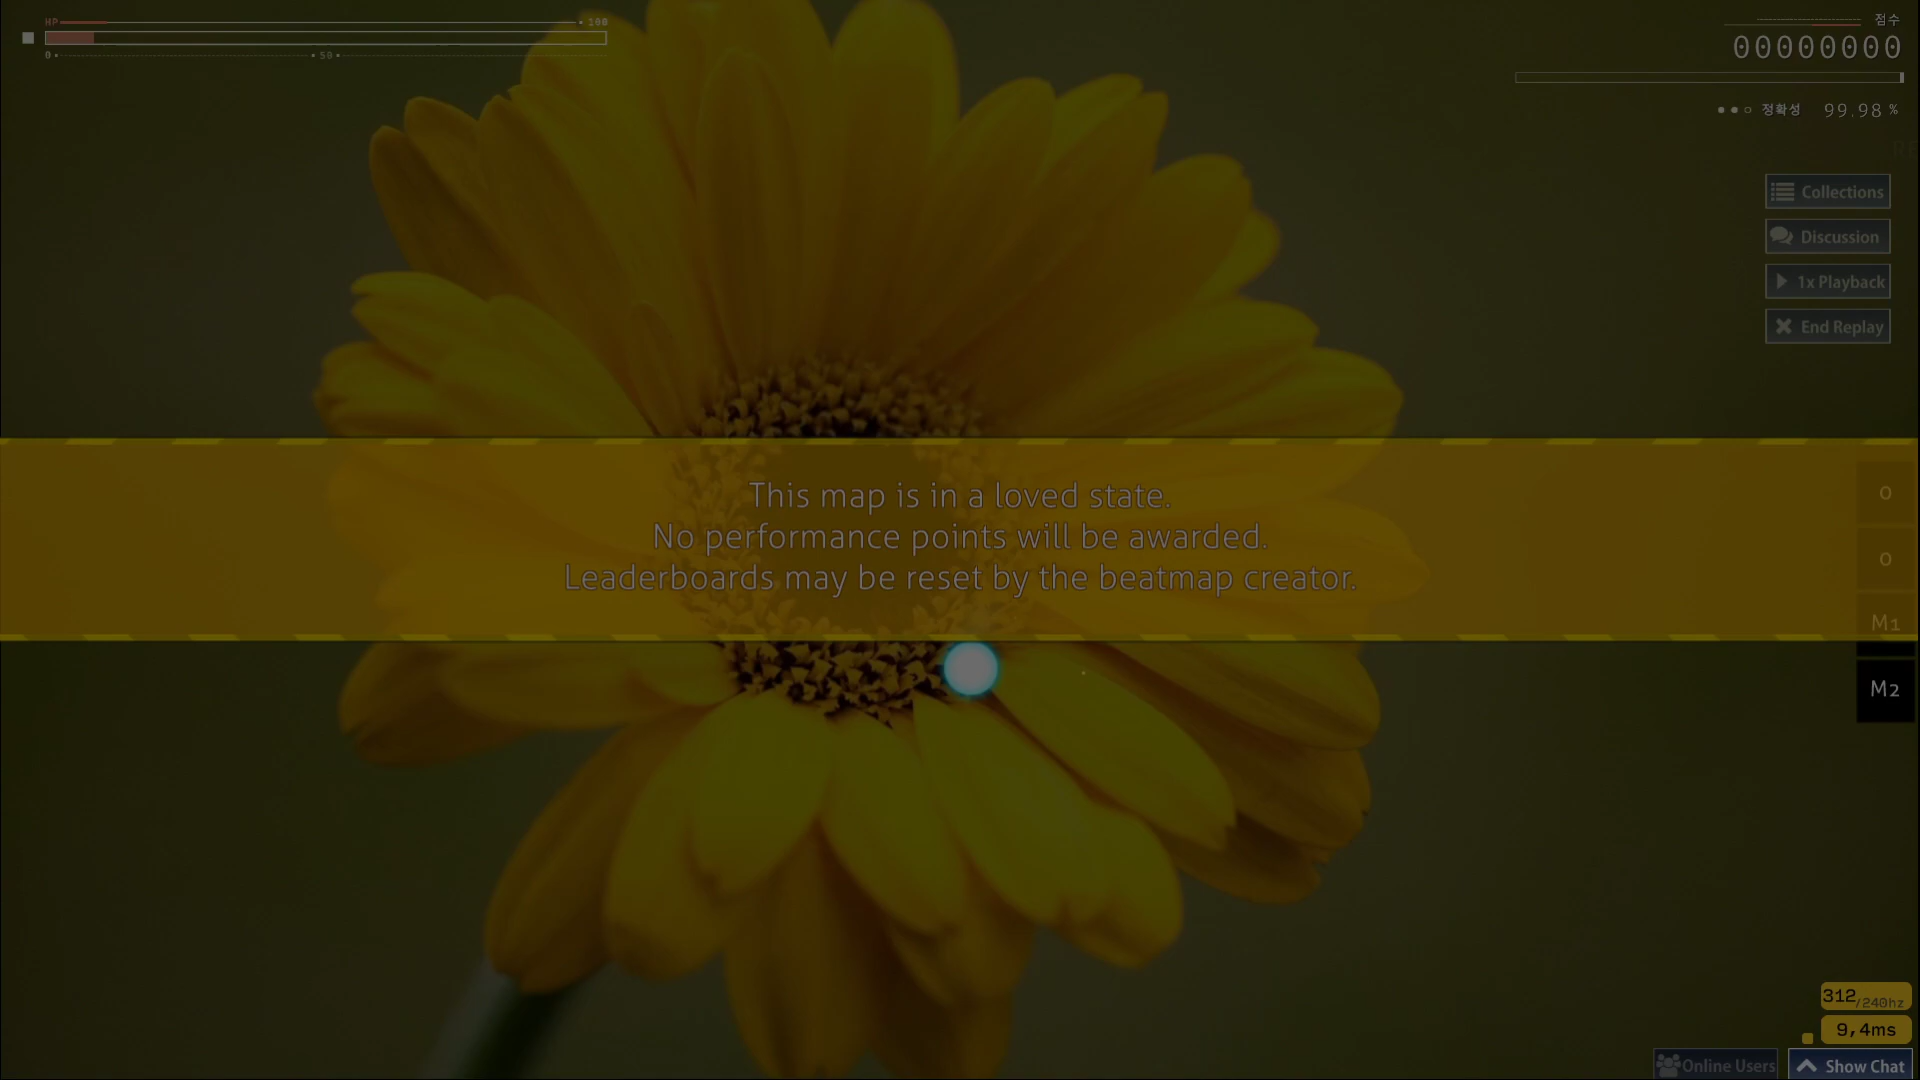 HP 100
0 50
점수
00000000
정확성 99.98 %
RE
Collections
Discussion
1x Playback
End Replay
This map is in a loved state.
No performance points will be awarded.
Leaderboards may be reset by the beatmap creator.
0
0
M1
M2
312/240hz
9,4ms
Online Users
Show Chat